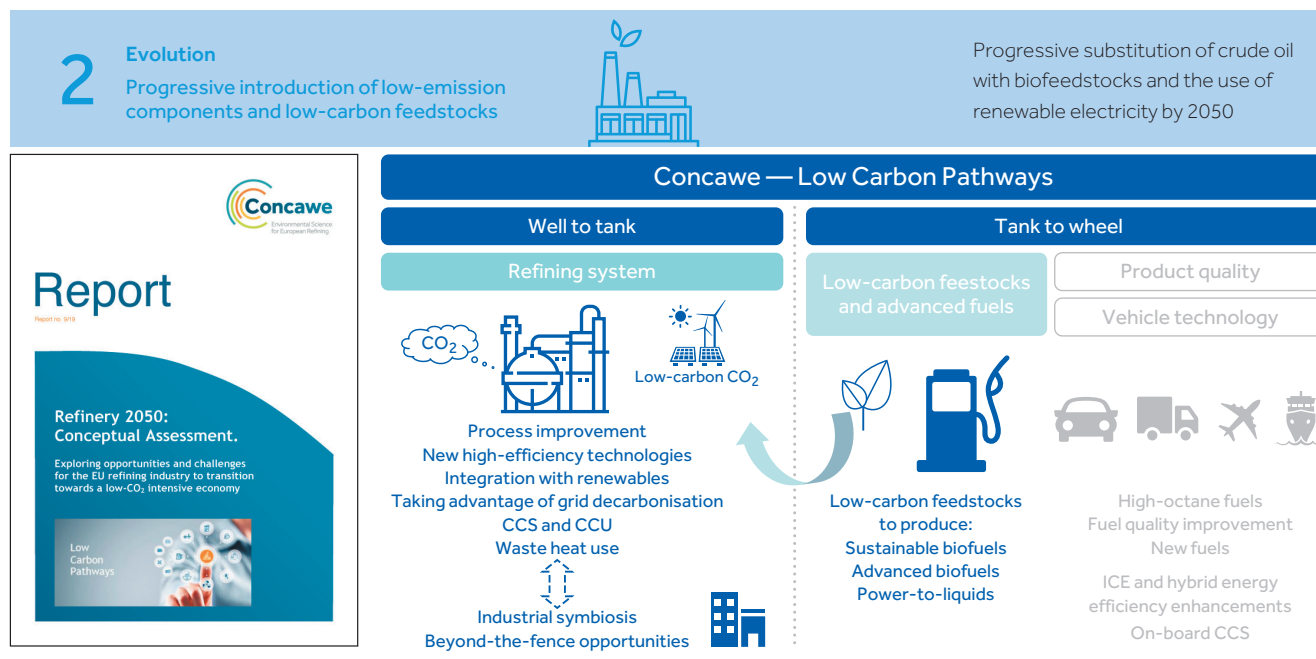 2
Evolution
Progressive introduction of low-emission
components and low-carbon feedstocks
Progressive substitution of crude oil
with biofeedstocks and the use of
renewable electricity by 2050
Concawe
Environmental Science
for European Refining
Report
Report no. 9/19
Refinery 2050:
Conceptual Assessment.
Exploring opportunities and challenges
for the EU refining industry to transition
towards a low-CO₂ intensive economy
Low
Carbon
Pathways
Concawe — Low Carbon Pathways
Well to tank
Refining system
CO₂
Low-carbon CO₂
Process improvement
New high-efficiency technologies
Integration with renewables
Taking advantage of grid decarbonisation
CCS and CCU
Waste heat use
Industrial symbiosis
Beyond-the-fence opportunities
Tank to wheel
Low-carbon feestocks
and advanced fuels
Low-carbon feedstocks
to produce:
Sustainable biofuels
Advanced biofuels
Power-to-liquids
Product quality
Vehicle technology
High-octane fuels
Fuel quality improvement
New fuels
ICE and hybrid energy
efficiency enhancements
On-board CCS